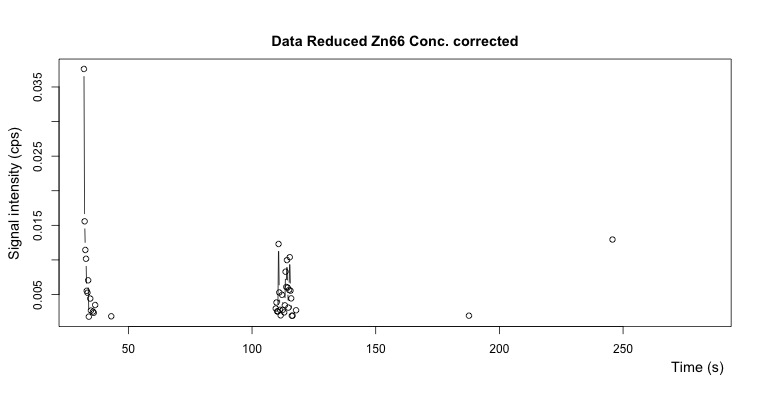 Data Reduced Zn66 Conc. corrected
Signal intensity (cps)
0.035
0.025
0.015
0.005
50 100 150 200 250
Time (s)